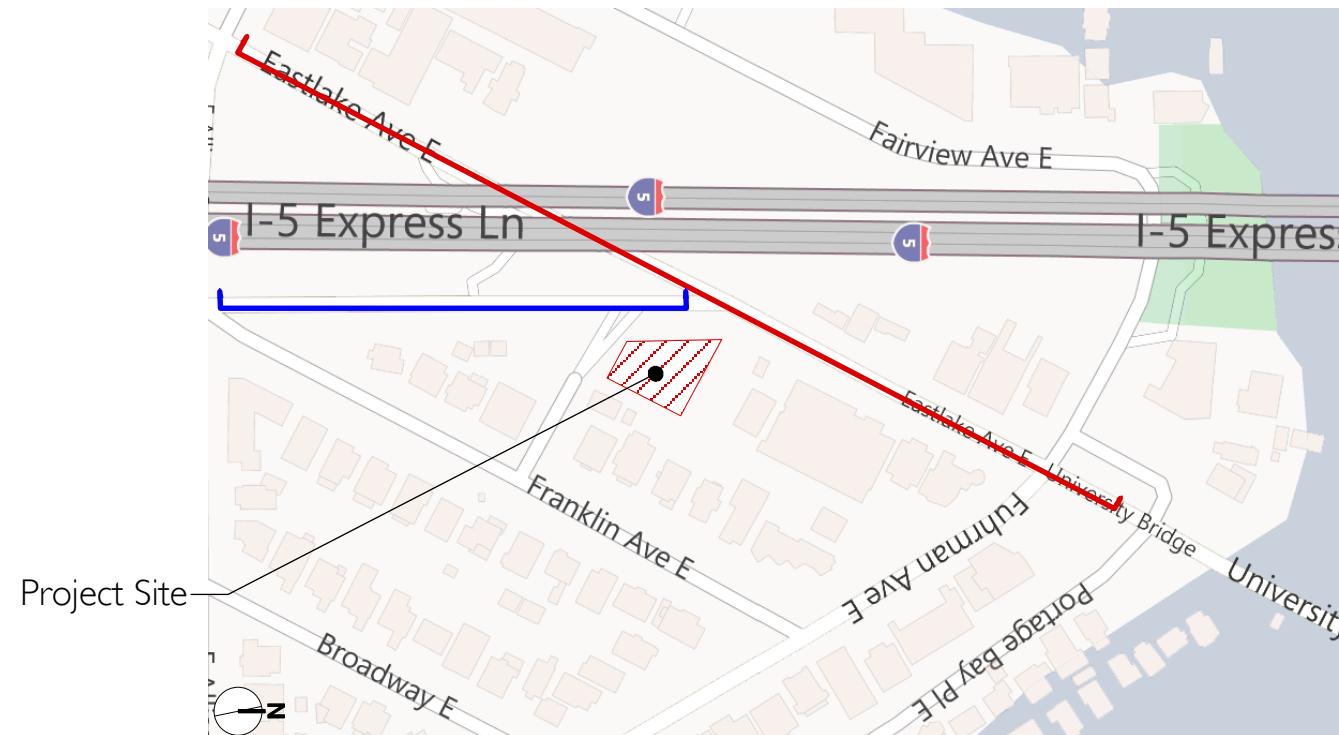 Eastlake Ave E
Fairview Ave E
5
I-5 Express Ln
5
5
I-5 Expres
Eastlake Ave E
University Bridge
University
Franklin Ave E
Fuhrman Ave E
Project Site
Portage Bay Pl E
Broadway E
N